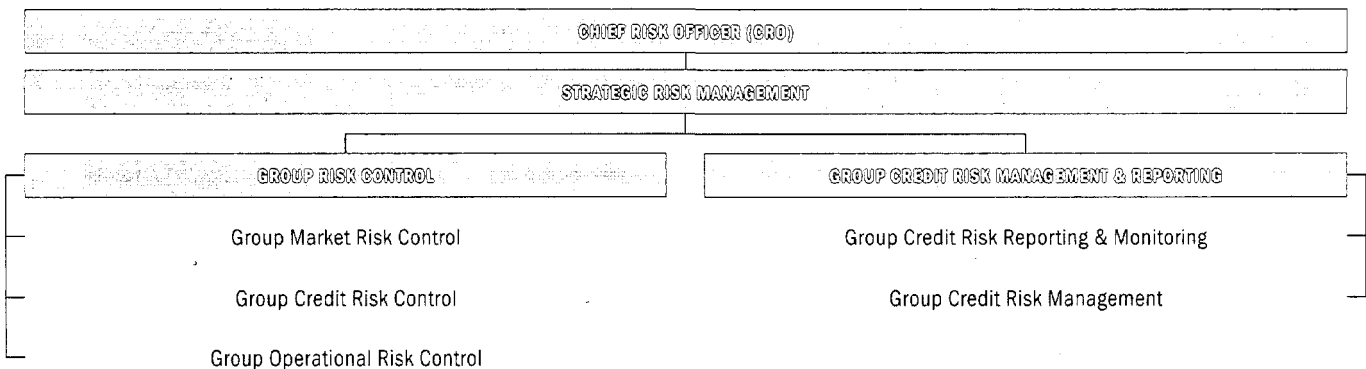 CHIEF RISK OFFICER (CRO)
STRATEGIC RISK MANAGEMENT
GROUP RISK CONTROL
Group Market Risk Control
Group Credit Risk Control
Group Operational Risk Control
GROUP CREDIT RISK MANAGEMENT & REPORTING
Group Credit Risk Reporting & Monitoring
Group Credit Risk Management